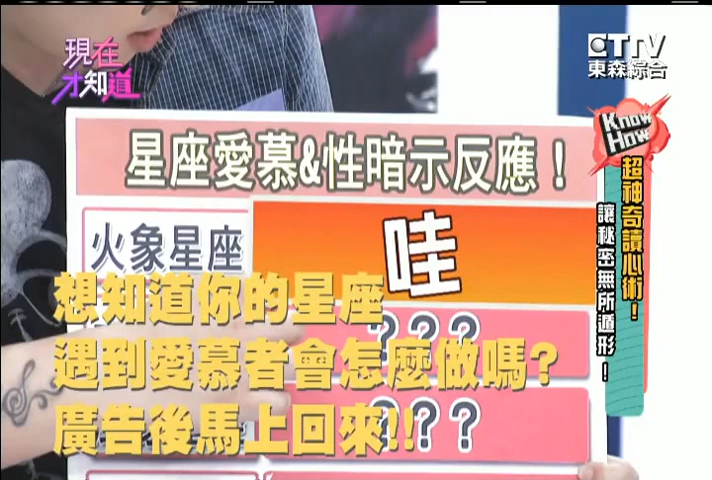 現在
才知道
ETTV
東森綜合
Know
How
超神奇讀心術！
讓秘密無所遁形！
星座愛慕&性暗示反應！
火象星座
哇
？？？
？？？
想知道你的星座
遇到愛慕者會怎麼做嗎?
廣告後馬上回來!!